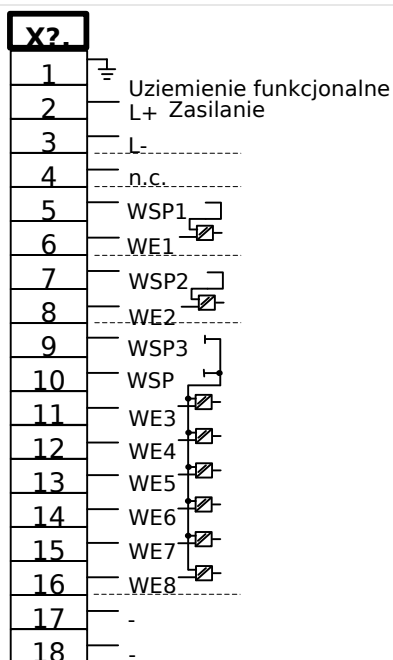 X?.
1
Uziemienie funkcjonalne
2 L+ Zasilanie
3 L-
4 n.c.
5 WSP1
6 WE1
7 WSP2
8 WE2
9 WSP3
10 WSP
11 WE3
12 WE4
13 WE5
14 WE6
15 WE7
16 WE8
17 -
18 -